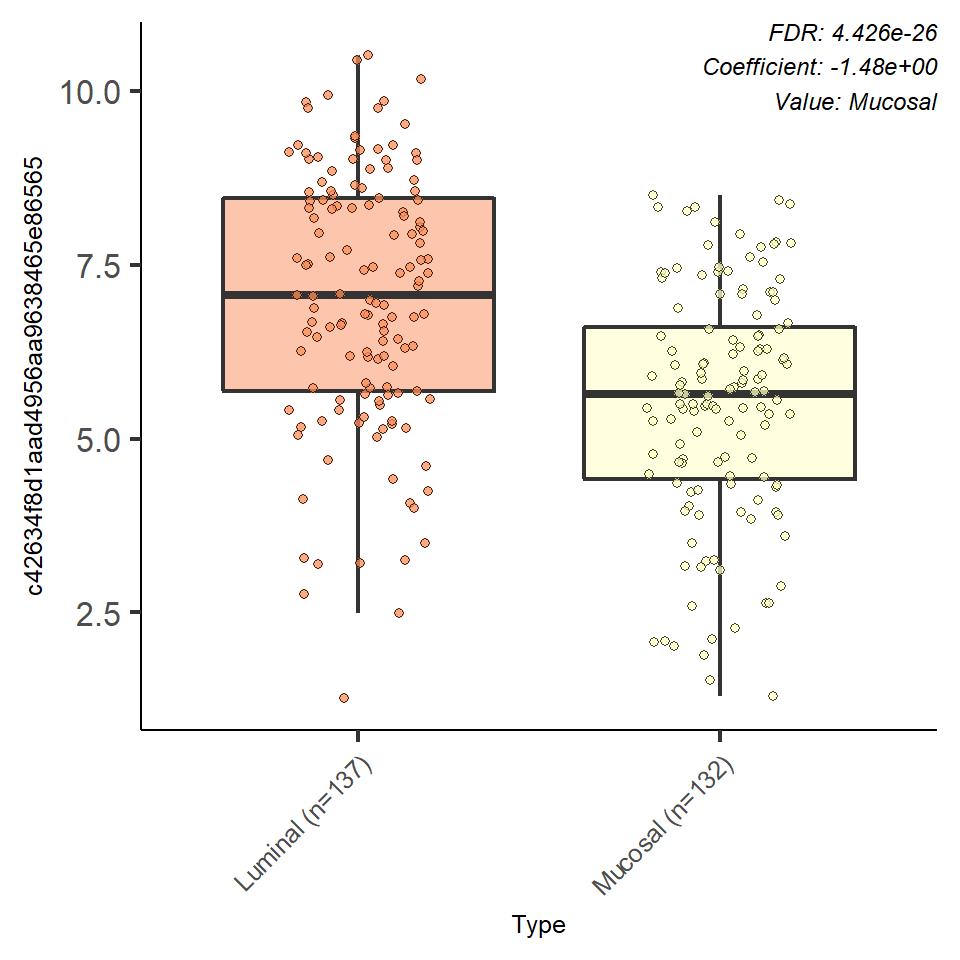 FDR: 4.426e-26
Coefficient: -1.48e+00
Value: Mucosal
c42634f8d1aad4956aa9638465e86565
10.0
7.5
5.0
2.5
Luminal (n=137)
Mucosal (n=132)
Type